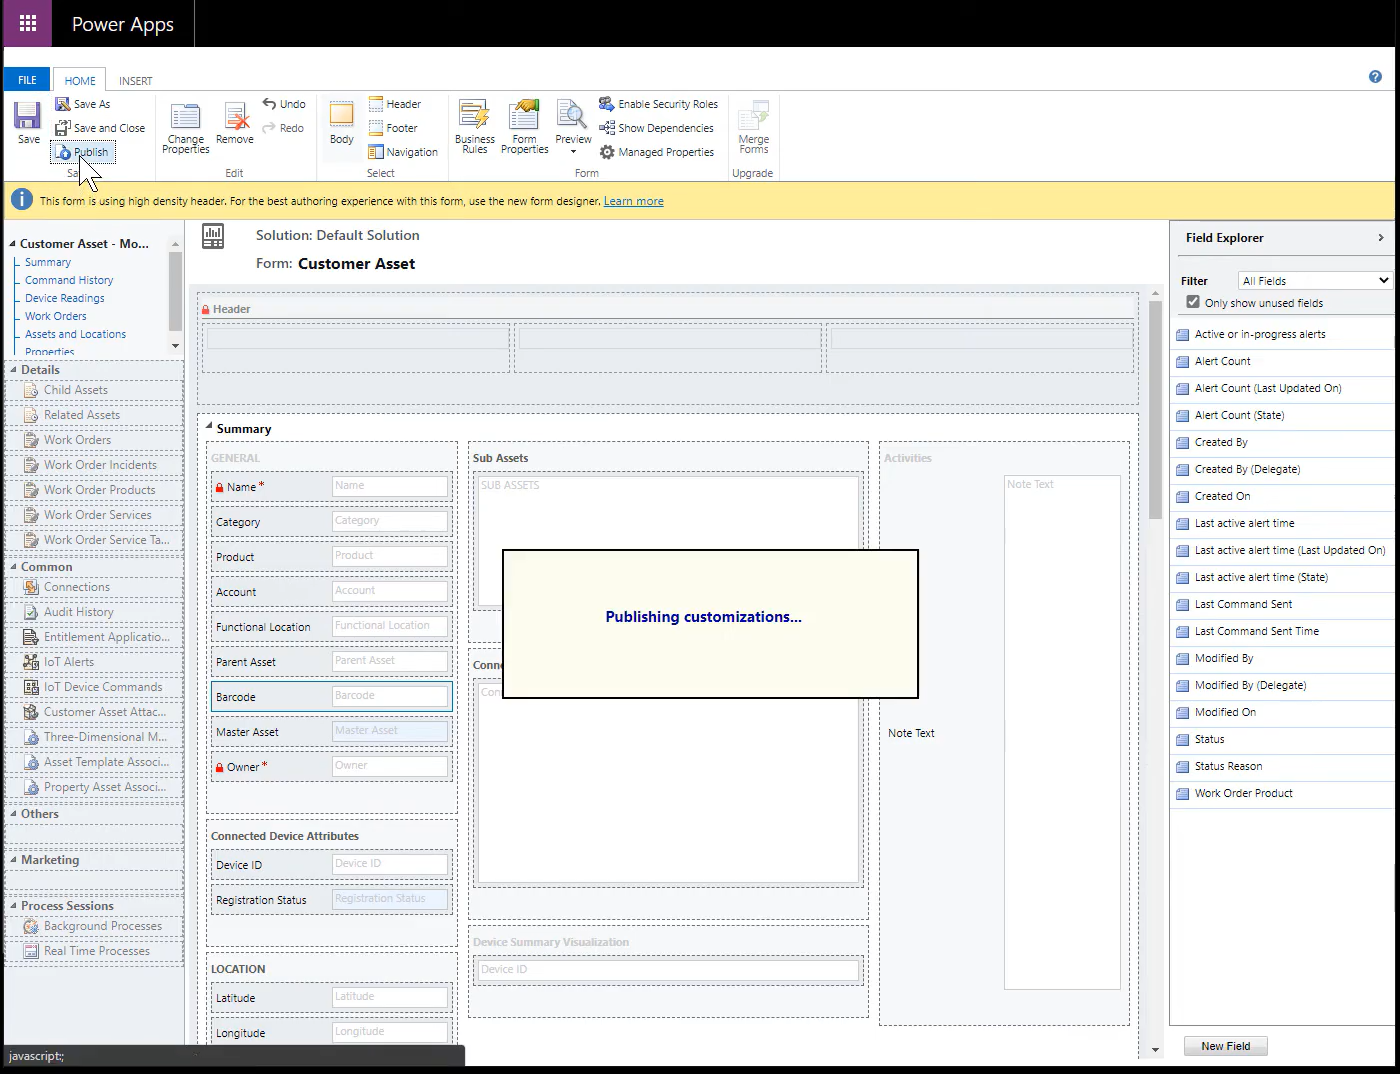 Power Apps
FILE
HOME
INSERT
Save
Save As
Save and Close
Publish
Change
Properties
Remove
Undo
Redo
Edit
Body
Header
Footer
Navigation
Select
Business
Rules
Form
Properties
Preview
Enable Security Roles
Show Dependencies
Managed Properties
Form
Merge
Forms
Upgrade
This form is using high density header. For the best authoring experience with this form, use the new form designer. Learn more
Customer Asset - Mo...
Summary
Command History
Device Readings
Work Orders
Assets and Locations
Properties
Details
Child Assets
Related Assets
Work Orders
Work Order Incidents
Work Order Products
Work Order Services
Work Order Service Ta...
Common
Connections
Audit History
Entitlement Applicatio...
IoT Alerts
IoT Device Commands
Customer Asset Attac...
Three-Dimensional M...
Asset Template Associ...
Property Asset Associ...
Others
Marketing
Process Sessions
Background Processes
Real Time Processes
javascript:;
Solution: Default Solution
Form: Customer Asset
Header
Summary
GENERAL
Name * Name
Category Category
Product Product
Account Account
Functional Location Functional Location
Parent Asset Parent Asset
Barcode Barcode
Master Asset Master Asset
Owner * Owner
Connected Device Attributes
Device ID Device ID
Registration Status Registration Status
LOCATION
Latitude Latitude
Longitude Longitude
Sub Assets
SUB ASSETS
Publishing customizations...
Device Summary Visualization
Device ID
Activities
Note Text
Note Text
Field Explorer
Filter All Fields
Only show unused fields
Active or in-progress alerts
Alert Count
Alert Count (Last Updated On)
Alert Count (State)
Created By
Created By (Delegate)
Created On
Last active alert time
Last active alert time (Last Updated On)
Last active alert time (State)
Last Command Sent
Last Command Sent Time
Modified By
Modified By (Delegate)
Modified On
Status
Status Reason
Work Order Product
New Field